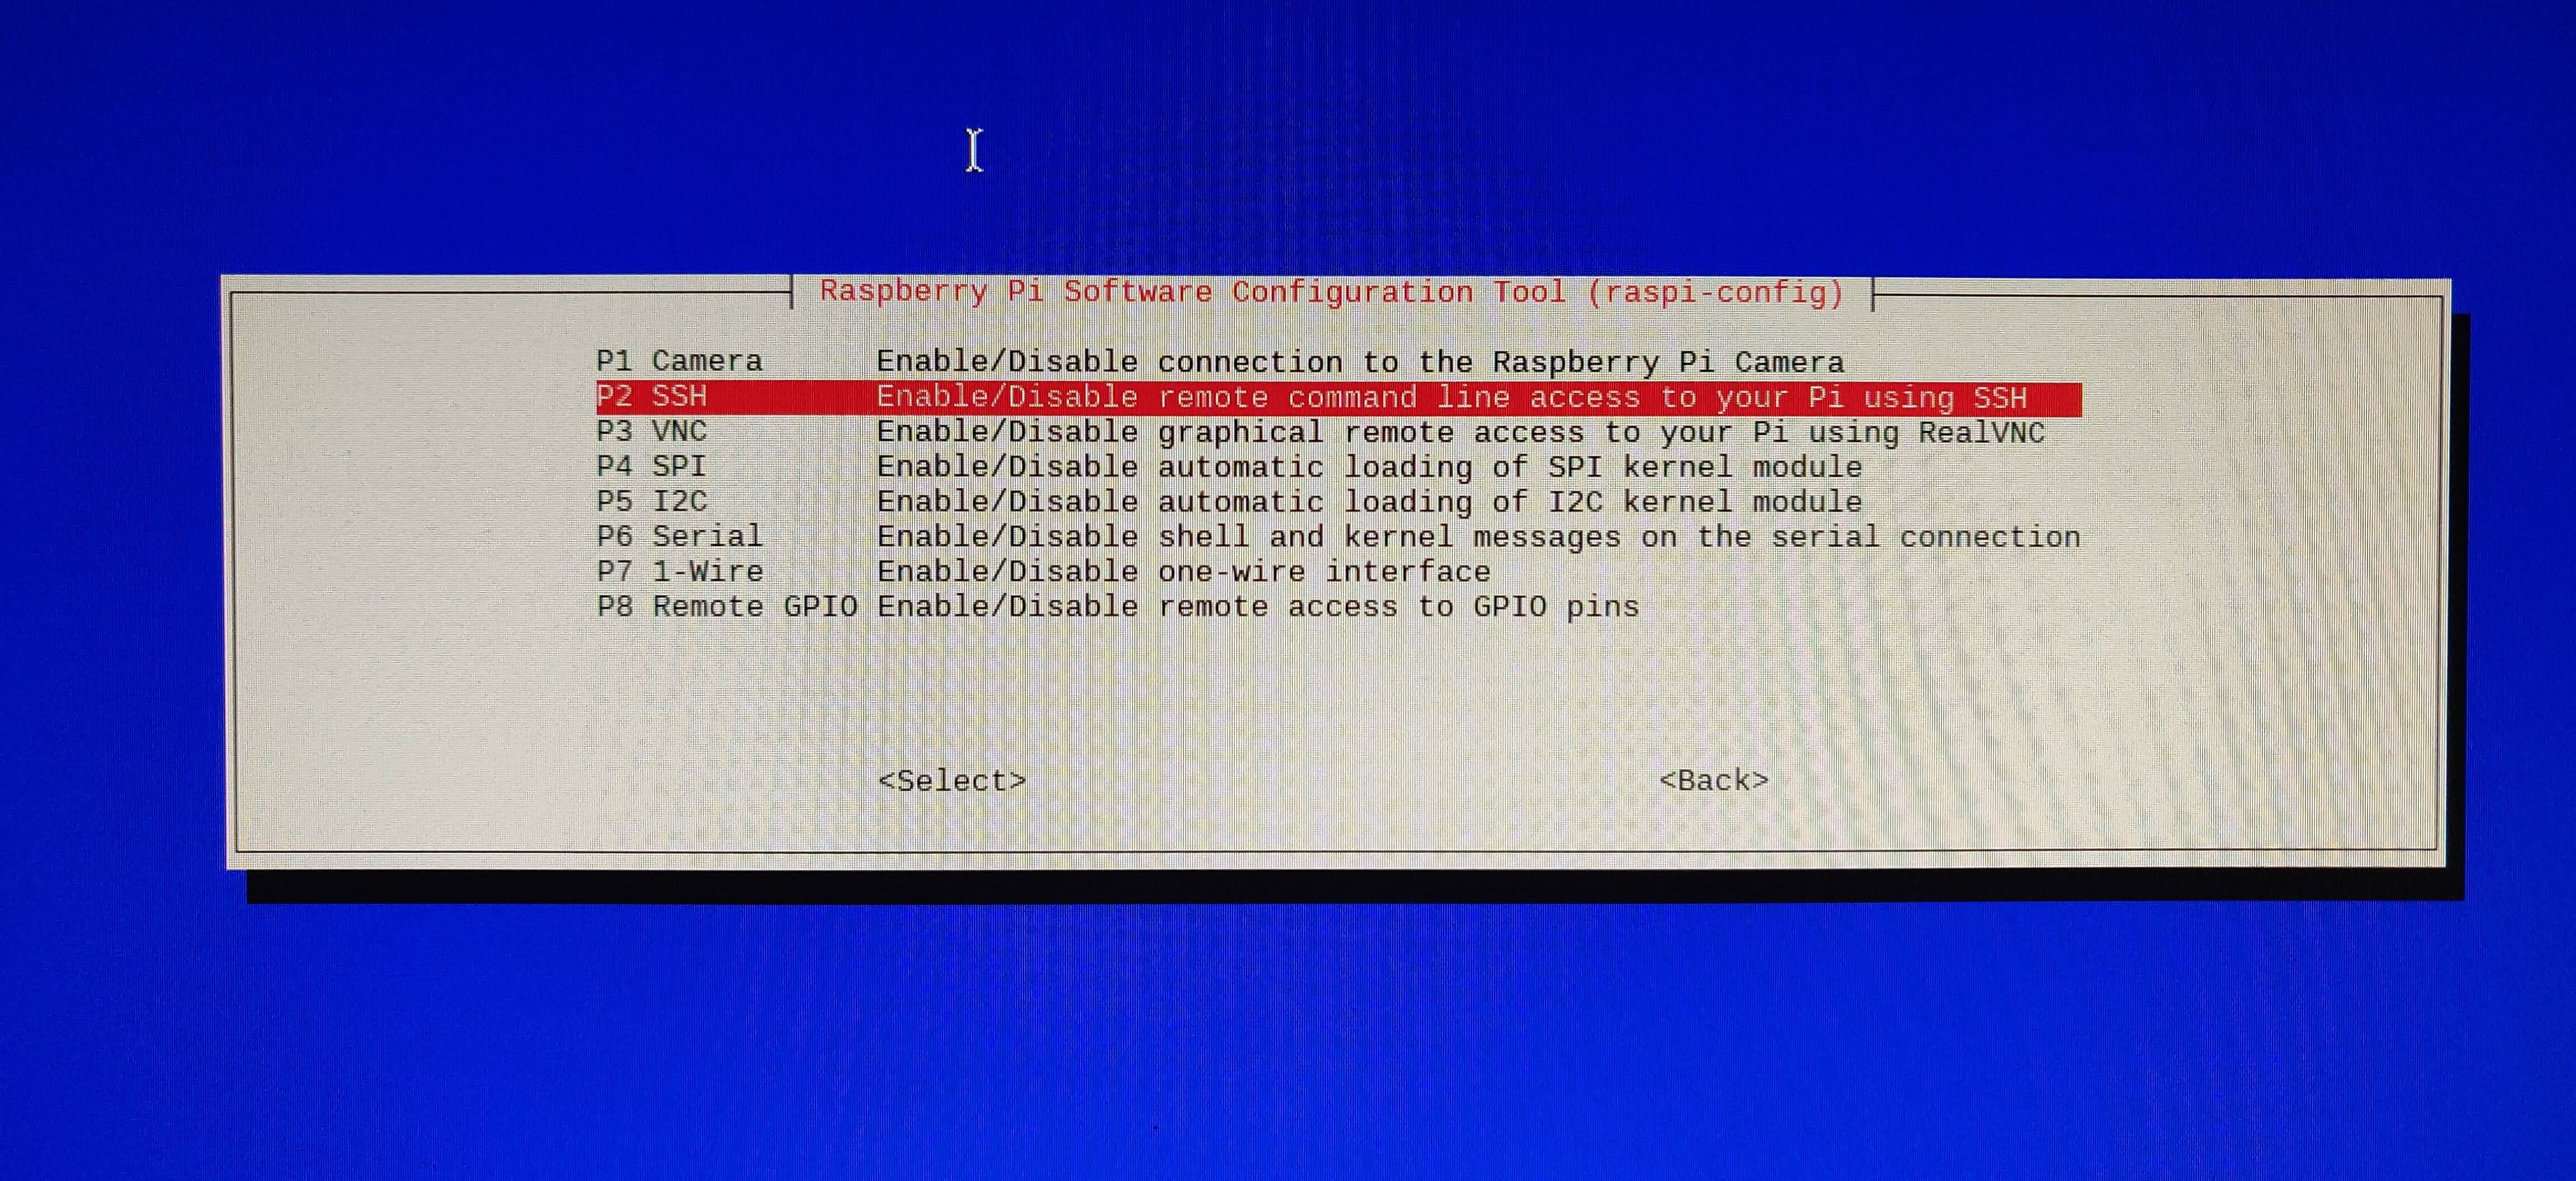 Raspberry Pi Software Configuration Tool (raspi-config)
P1 Camera Enable/Disable connection to the Raspberry Pi Camera
P2 SSH Enable/Disable remote command line access to your Pi using SSH
P3 VNC Enable/Disable graphical remote access to your Pi using RealVNC
P4 SPI Enable/Disable automatic loading of SPI kernel module
P5 I2C Enable/Disable automatic loading of I2C kernel module
P6 Serial Enable/Disable shell and kernel messages on the serial connection
P7 1-Wire Enable/Disable one-wire interface
P8 Remote GPIO Enable/Disable remote access to GPIO pins
<Select> <Back>